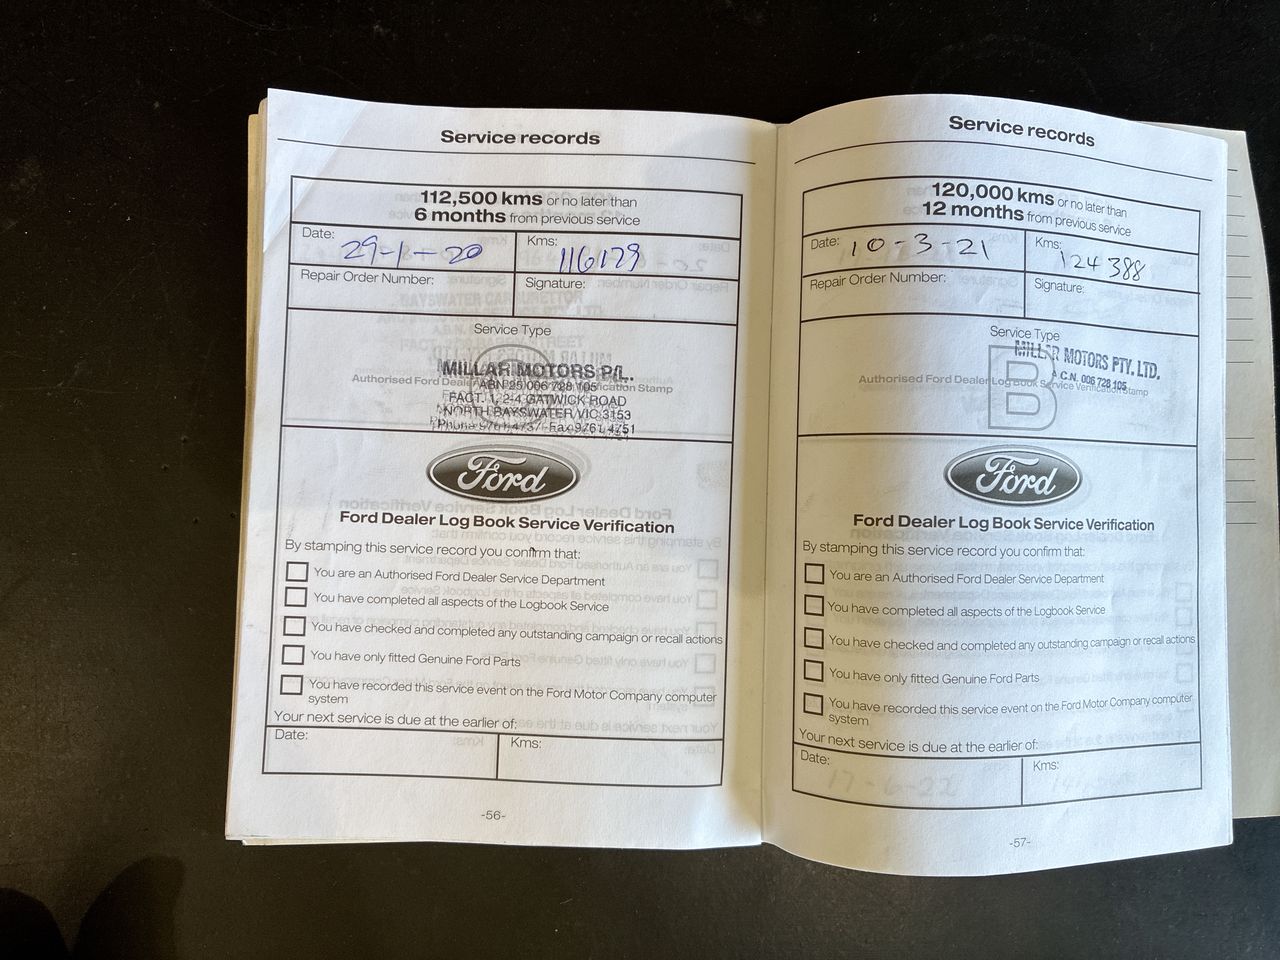 Service records
112,500 kms or no later than
6 months from previous service
Date: 29-1-20
Kms: 116179
Repair Order Number:
Signature:
Service Type
Authorised Ford Dealer
MILLAR MOTORS P/L.
ABN 25 006 728 105
FACT. 1, 2-4 GATWICK ROAD
NORTH BAYSWATER VIC 3153
Phone 9761 4737 Fax 9761 4751
Ford
Ford Dealer Log Book Service Verification
By stamping this service record you confirm that:
You are an Authorised Ford Dealer Service Department
You have completed all aspects of the Logbook Service
You have checked and completed any outstanding campaign or recall actions
You have only fitted Genuine Ford Parts
You have recorded this service event on the Ford Motor Company computer
system
Your next service is due at the earlier of:
Date:
Kms:
-56-
Service records
120,000 kms or no later than
12 months from previous service
Date: 10-3-21
Kms: 124 388
Repair Order Number:
Signature:
Service Type
B
MILLAR MOTORS PTY. LTD.
A.C.N. 006 728 105
Authorised Ford Dealer Log Book Service Verification Stamp
Ford
Ford Dealer Log Book Service Verification
By stamping this service record you confirm that:
You are an Authorised Ford Dealer Service Department
You have completed all aspects of the Logbook Service
You have checked and completed any outstanding campaign or recall actions
You have only fitted Genuine Ford Parts
You have recorded this service event on the Ford Motor Company computer
system
Your next service is due at the earlier of:
Date: 17-6-22
Kms:
-57-